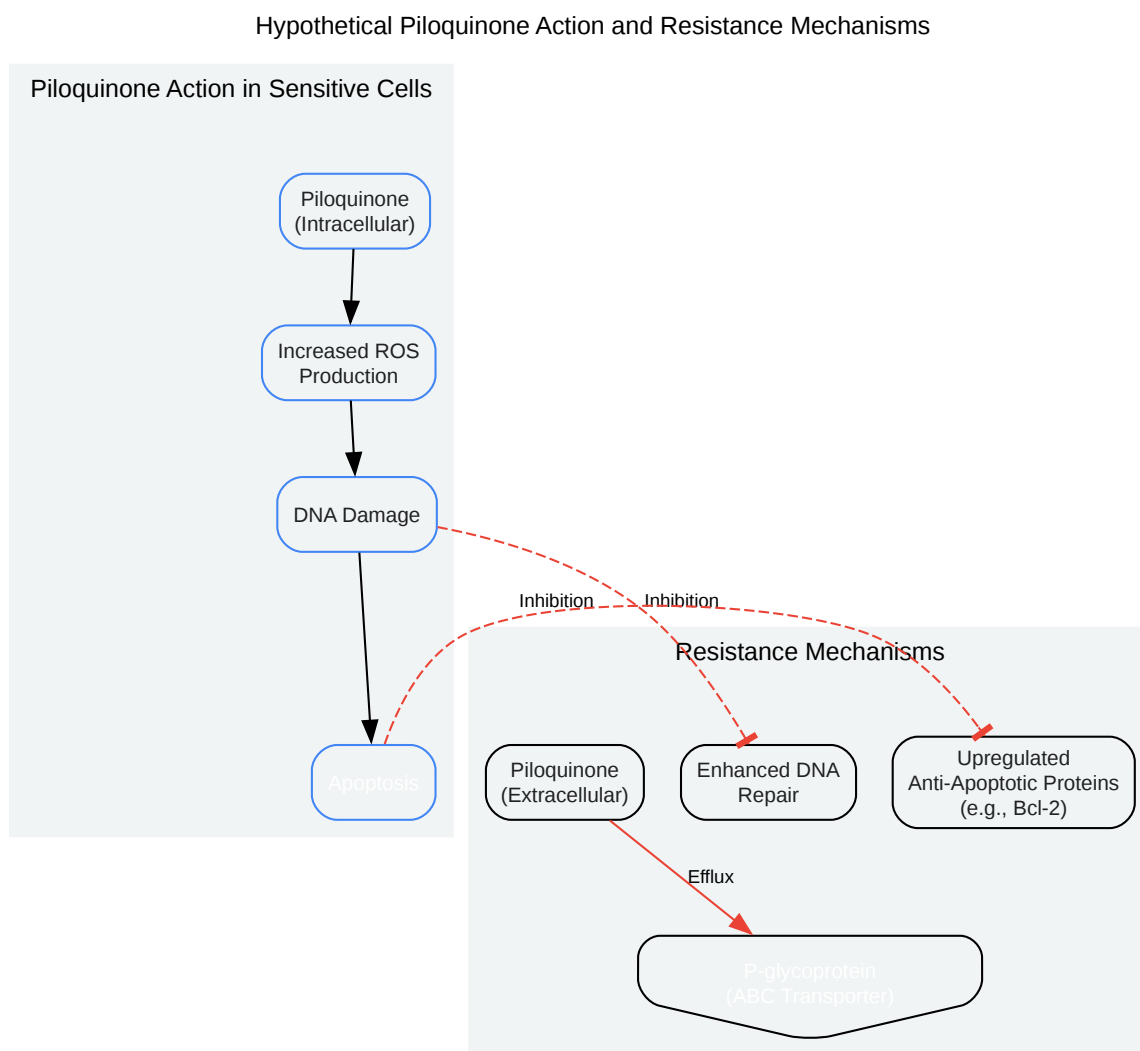 Hypothetical Piloquinone Action and Resistance Mechanisms
Piloquinone Action in Sensitive Cells
Piloquinone
(Intracellular)
Increased ROS
Production
DNA Damage
Inhibition
Inhibition
Resistance Mechanisms
Apoptosis
Piloquinone
(Extracellular)
Enhanced DNA
Repair
Upregulated
Anti-Apoptotic Proteins
(e.g., Bcl-2)
Efflux
P-glycoprotein
(ABC Transporter)